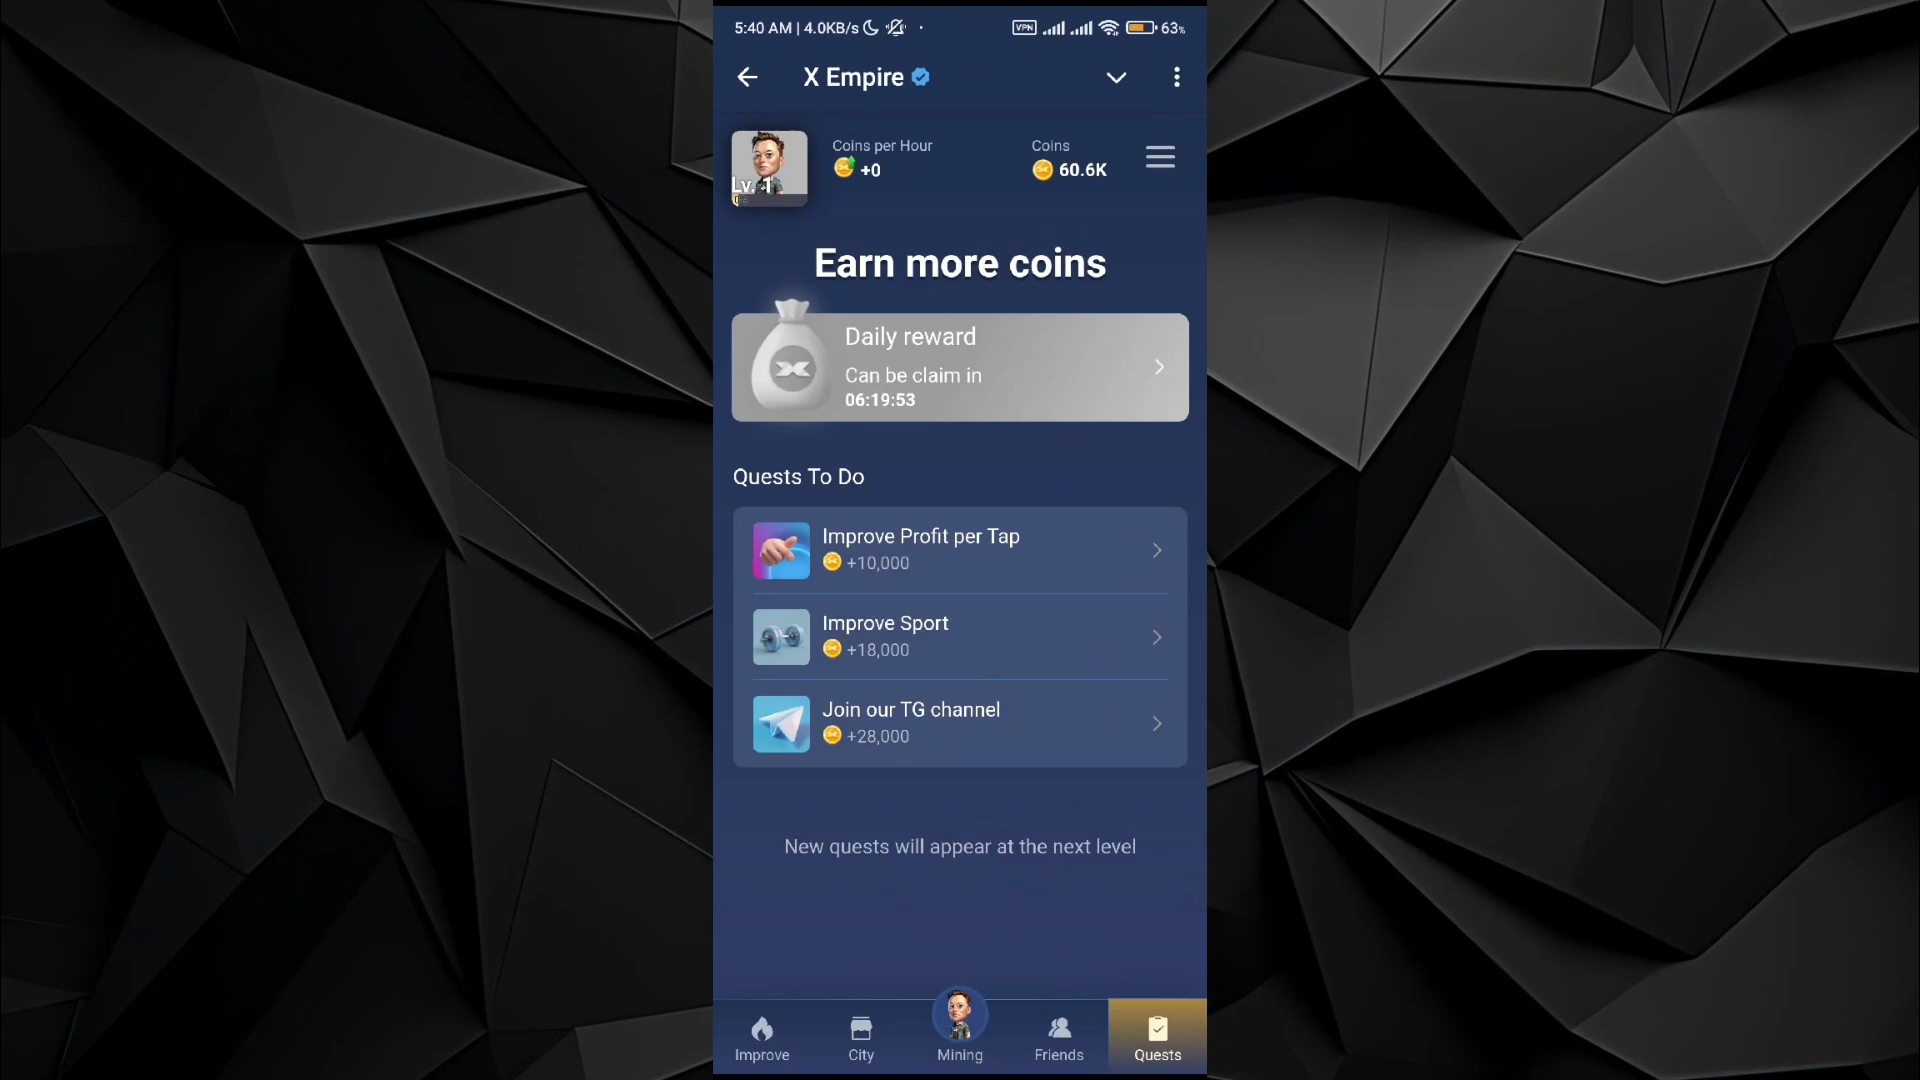 5:40 AM | 4.0KB/s
VPN
63%
X Empire
Coins per Hour
+0
Coins
60.6K
Lv. 1
Earn more coins
Daily reward
Can be claim in
06:19:53
Quests To Do
Improve Profit per Tap
+10,000
Improve Sport
+18,000
Join our TG channel
+28,000
New quests will appear at the next level
Improve
City
Mining
Friends
Quests